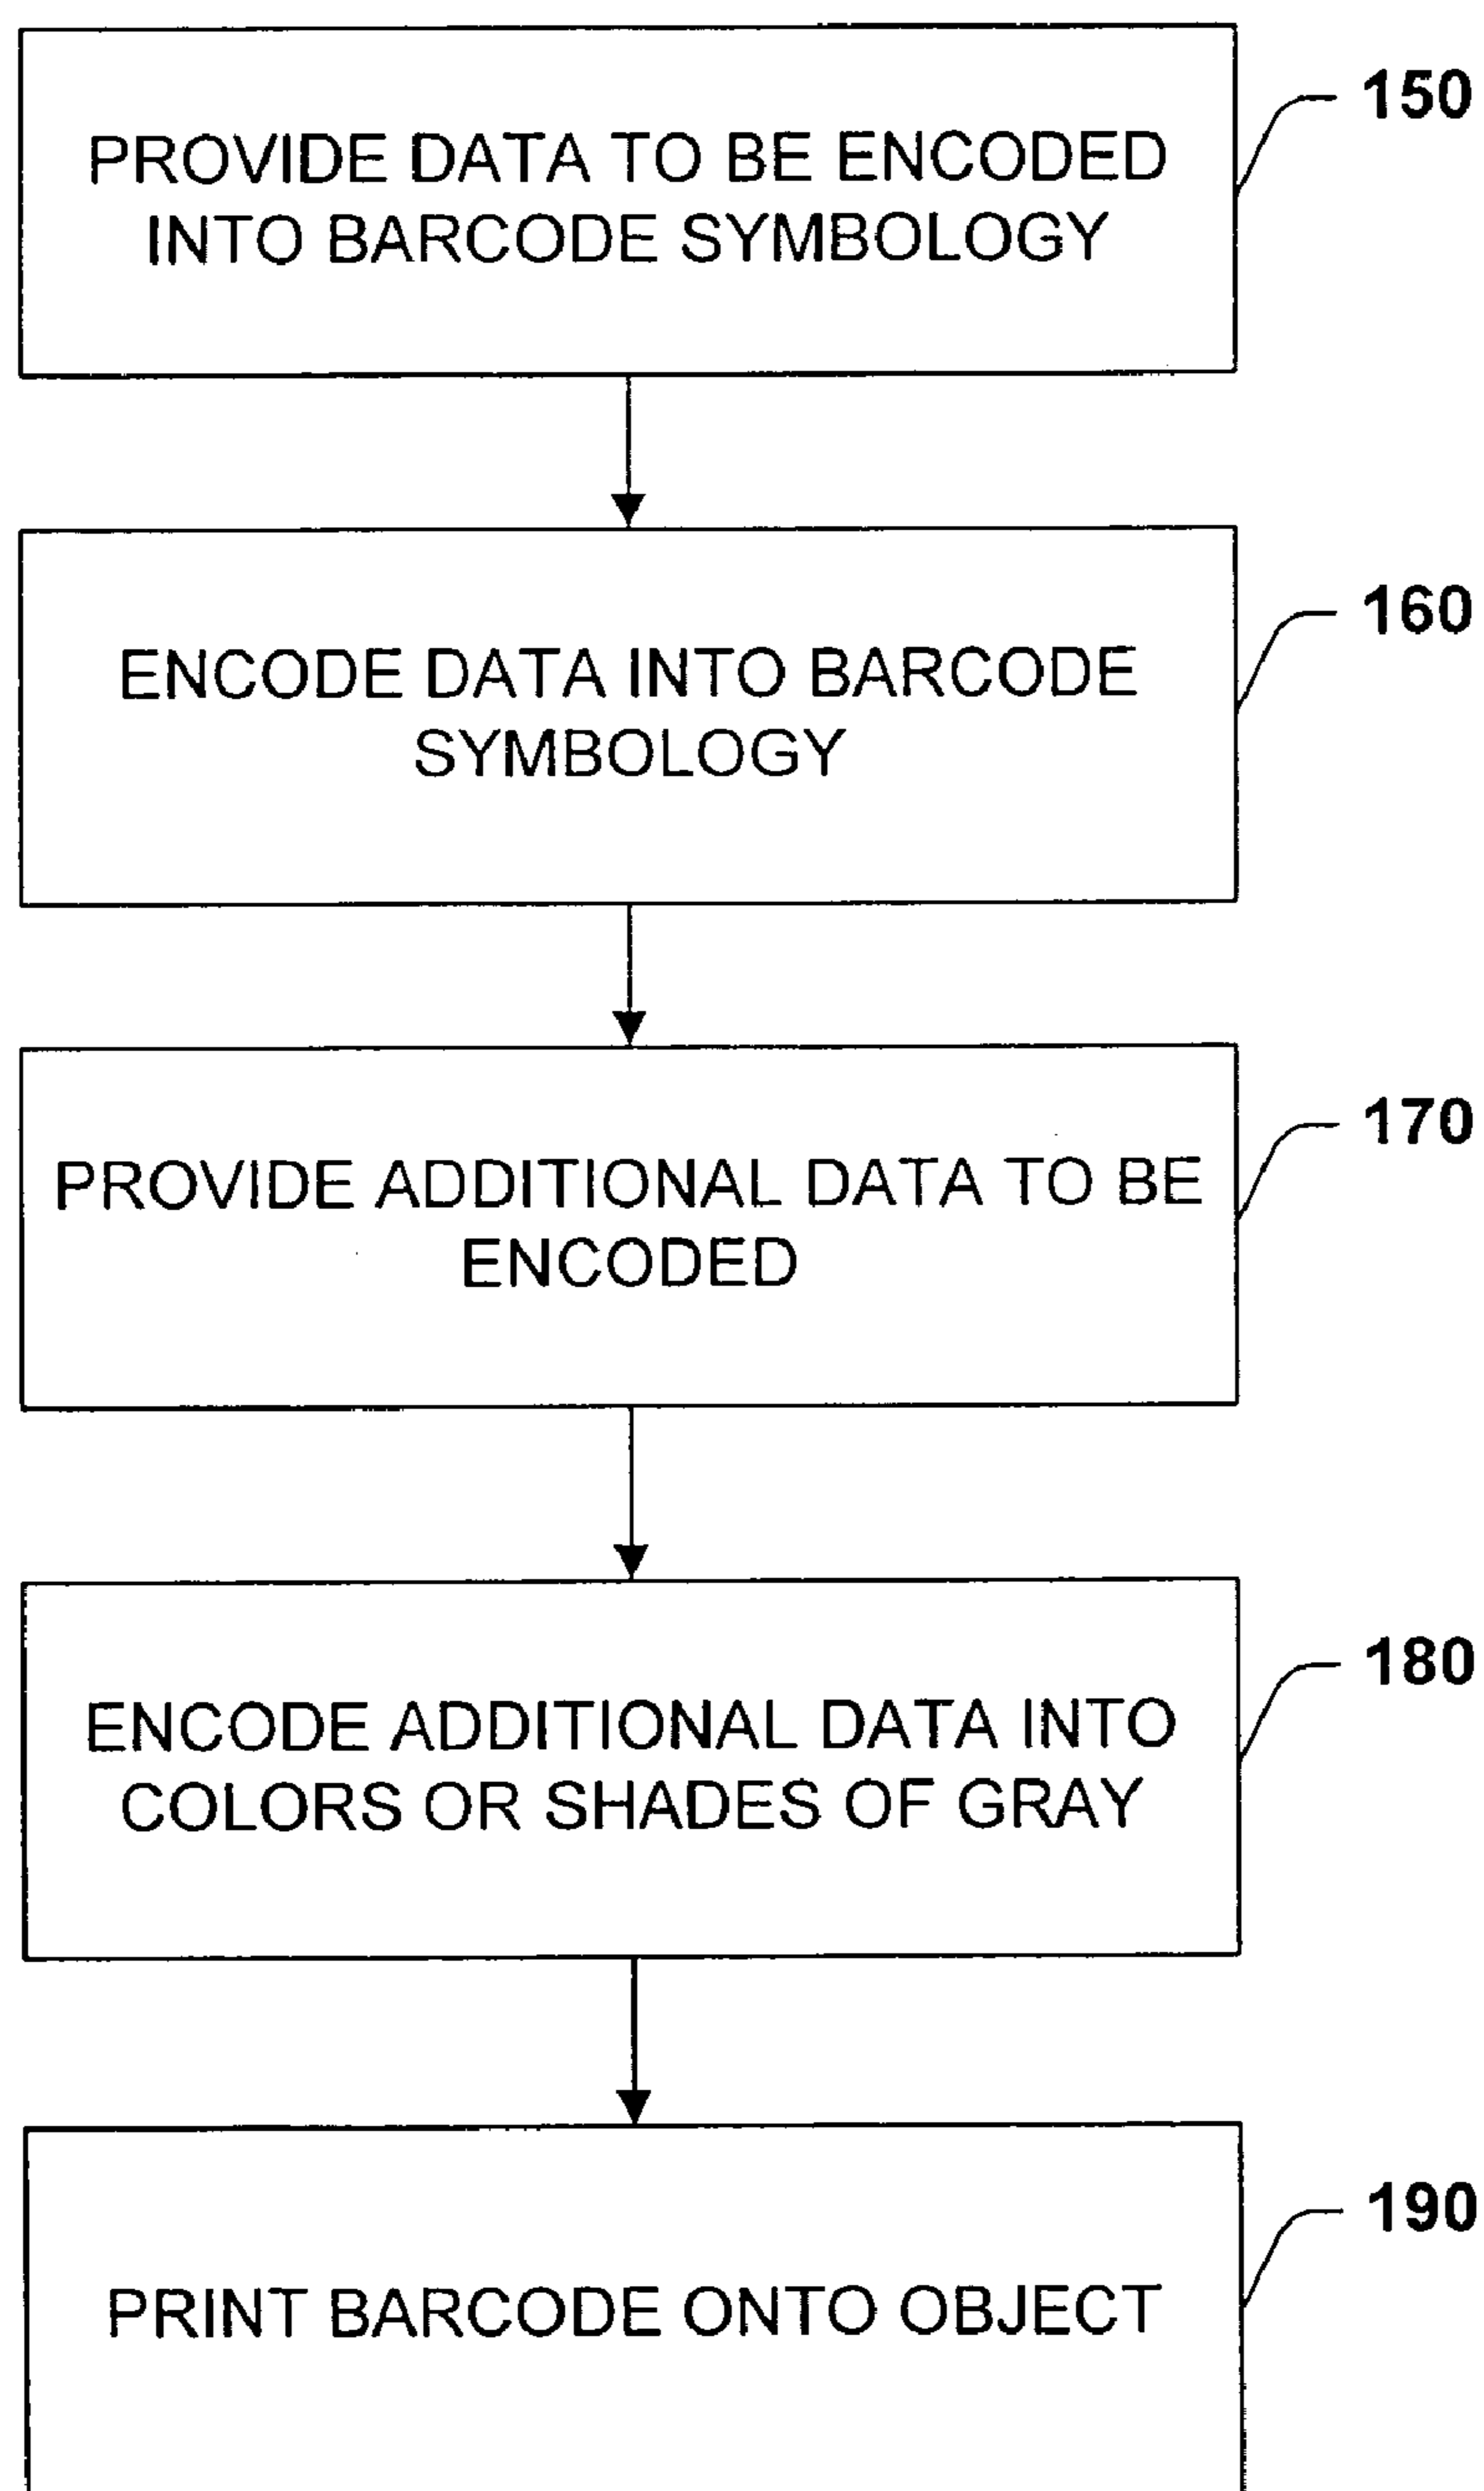 150
PROVIDE DATA TO BE ENCODED
INTO BARCODE SYMBOLOGY
160
ENCODE DATA INTO BARCODE
SYMBOLOGY
170
PROVIDE ADDITIONAL DATA TO BE
ENCODED
180
ENCODE ADDITIONAL DATA INTO
COLORS OR SHADES OF GRAY
190
PRINT BARCODE ONTO OBJECT